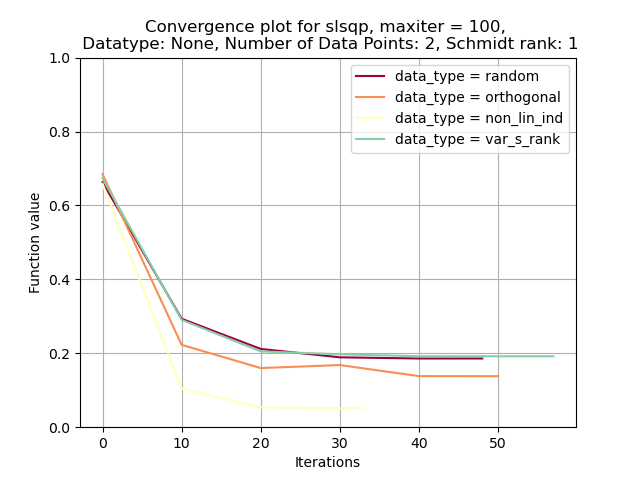 Convergence plot for slsqp, maxiter = 100,
Datatype: None, Number of Data Points: 2, Schmidt rank: 1
1.0
0.8
0.6
0.4
0.2
0.0
Function value
data_type = random
data_type = orthogonal
data_type = non_lin_ind
data_type = var_s_rank
0
10
20
30
40
50
Iterations